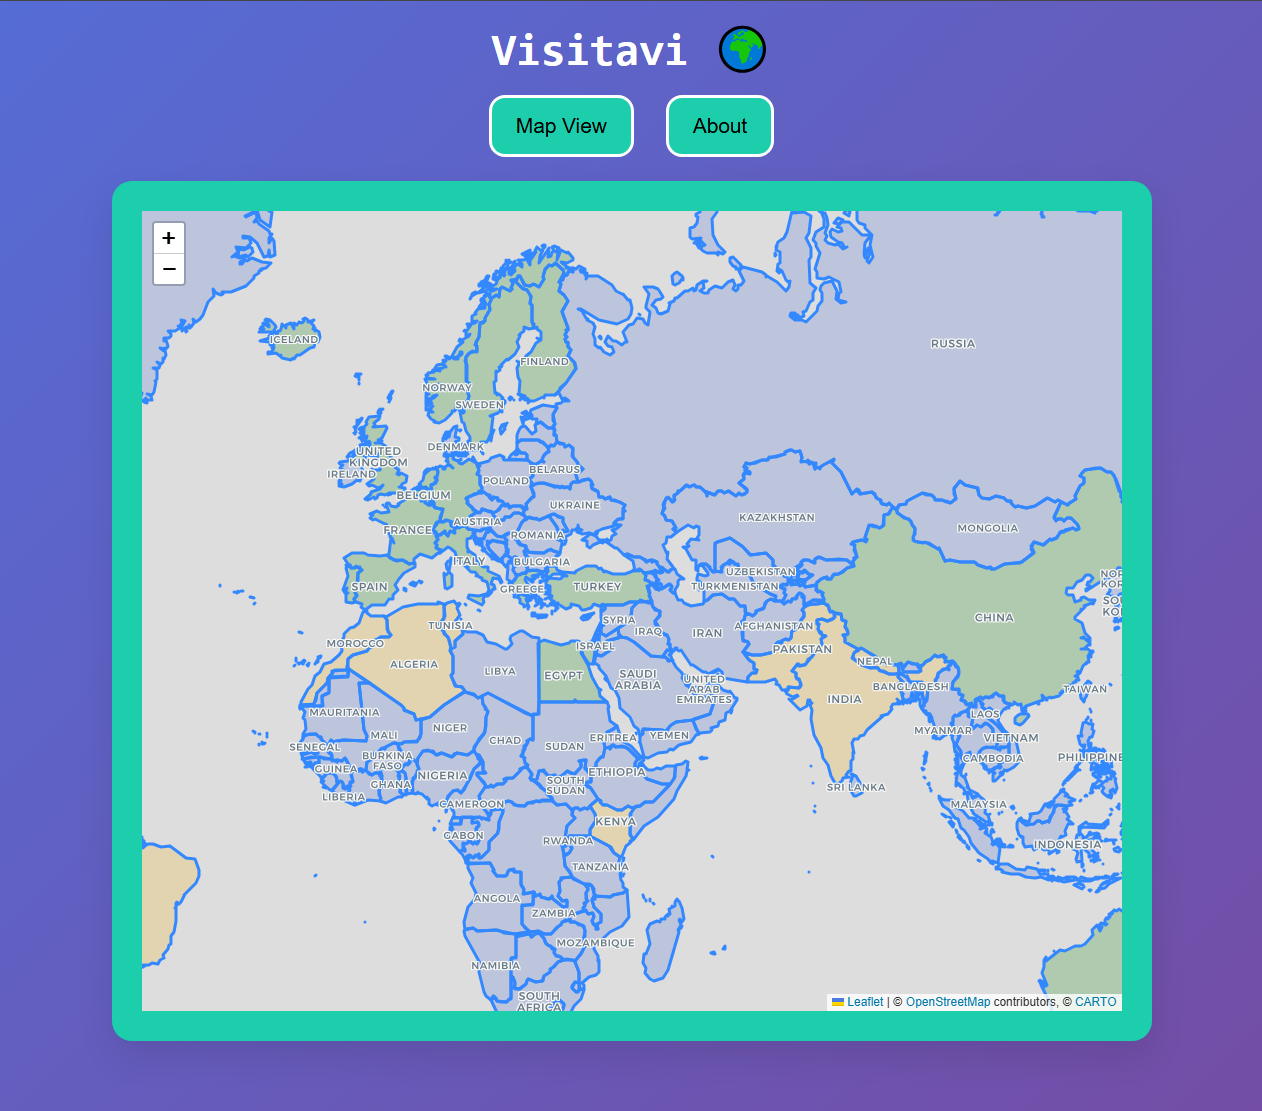 Visitavi
Map View
About
+
−
ICELAND
RUSSIA
FINLAND
NORWAY
SWEDEN
DENMARK
UNITED
KINGDOM
IRELAND
BELARUS
POLAND
BELGIUM
UKRAINE
KAZAKHSTAN
AUSTRIA
FRANCE
MONGOLIA
ROMANIA
ITALY
BULGARIA
UZBEKISTAN
NOR
KOR
SPAIN
GREECE
TURKEY
TURKMENISTAN
SOU
KO
CHINA
TUNISIA
SYRIA
IRAQ
IRAN
AFGHANISTAN
MOROCCO
ISRAEL
PAKISTAN
ALGERIA
LIBYA
EGYPT
SAUDI
ARABIA
UNITED
ARAB
EMIRATES
NEPAL
BANGLADESH
TAIWAN
INDIA
MAURITANIA
LAOS
MALI
NIGER
CHAD
SUDAN
ERITREA
YEMEN
MYANMAR
VIETNAM
SENEGAL
BURKINA
FASO
CAMBODIA
PHILIPPINE
GUINEA
NIGERIA
ETHIOPIA
GHANA
SOUTH
SUDAN
SRI LANKA
LIBERIA
CAMEROON
MALAYSIA
KENYA
GABON
RWANDA
INDONESIA
TANZANIA
ANGOLA
ZAMBIA
MOZAMBIQUE
NAMIBIA
SOUTH
AFRICA
Leaflet | © OpenStreetMap contributors, © CARTO